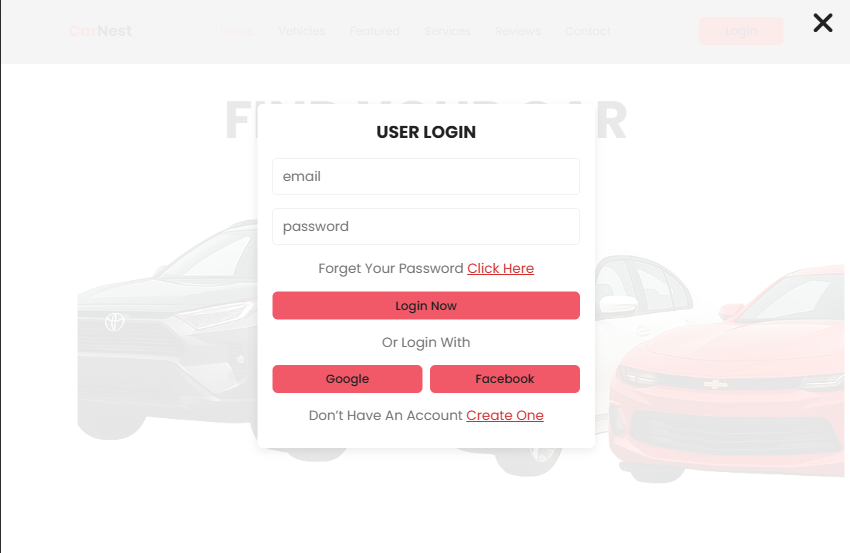 CarNest
Home Vehicles Featured Services Reviews Contact
Login
FIND YOUR CAR
USER LOGIN
email
password
Forget Your Password Click Here
Login Now
Or Login With
Google Facebook
Don't Have An Account Create One